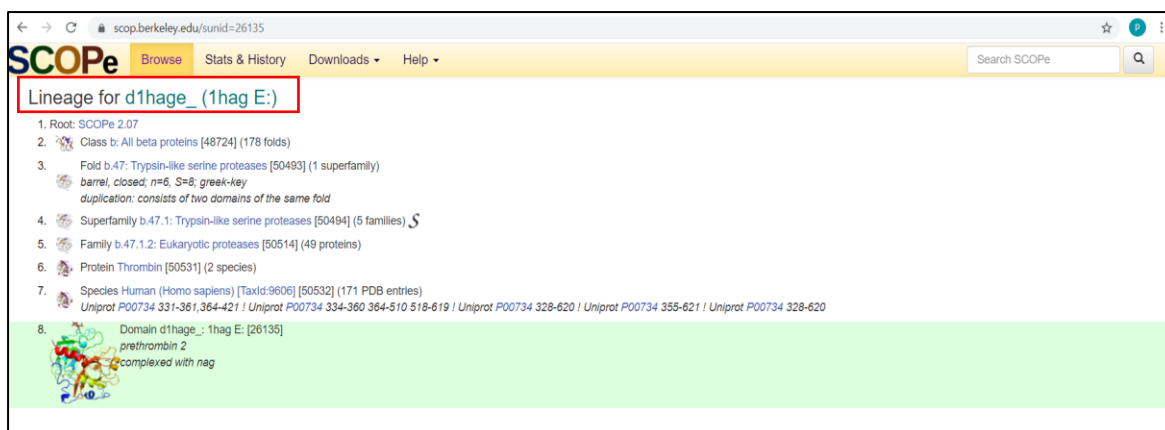 scop.berkeley.edu/sunid=26135
P
SCOPe Browse Stats & History Downloads Help Search SCOPe
Lineage for d1hage_ (1hag E:)
1. Root: SCOPe 2.07
2. Class b: All beta proteins [48724] (178 folds)
3. Fold b.47: Trypsin-like serine proteases [50493] (1 superfamily)
barrel, closed; n=6, S=8; greek-key
duplication: consists of two domains of the same fold
4. Superfamily b.47.1: Trypsin-like serine proteases [50494] (5 families) S
5. Family b.47.1.2: Eukaryotic proteases [50514] (49 proteins)
6. Protein Thrombin [50531] (2 species)
7. Species Human (Homo sapiens) [TaxId:9606] [50532] (171 PDB entries)
Uniprot P00734 331-361,364-421 ! Uniprot P00734 334-360 364-510 518-619 ! Uniprot P00734 328-620 ! Uniprot P00734 355-621 ! Uniprot P00734 328-620
8. Domain d1hage_: 1hag E: [26135]
prethrombin 2
complexed with nag